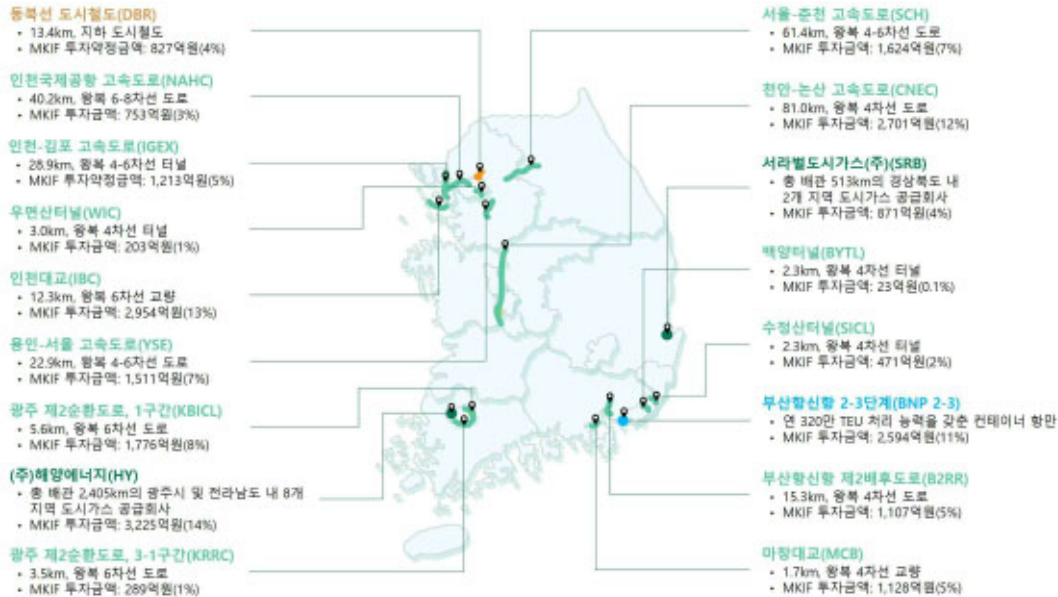 동북선 도시철도(DBR)
• 13.4km, 지하 도시철도
• MKIF 투자약정금액: 827억원(4%)
인천국제공항 고속도로(NAHC)
• 40.2km, 왕복 6-8차선 도로
• MKIF 투자금액: 753억원(3%)
인천-김포 고속도로(IGEX)
• 28.9km, 왕복 4-6차선 터널
• MKIF 투자약정금액: 1,213억원(5%)
우면산터널(WIC)
• 3.0km, 왕복 4차선 터널
• MKIF 투자금액: 203억원(1%)
인천대교(IBC)
• 12.3km, 왕복 6차선 교량
• MKIF 투자금액: 2,954억원(13%)
용인-서울 고속도로(YSE)
• 22.9km, 왕복 4-6차선 도로
• MKIF 투자금액: 1,511억원(7%)
광주 제2순환도로, 1구간(KBICL)
• 5.6km, 왕복 6차선 도로
• MKIF 투자금액: 1,776억원(8%)
(주)해양에너지(HY)
• 총 배관 2,405km의 광주시 및 전라남도 내 8개
지역 도시가스 공급회사
• MKIF 투자금액: 3,225억원(14%)
광주 제2순환도로, 3-1구간(KRRC)
• 3.5km, 왕복 6차선 도로
• MKIF 투자금액: 289억원(1%)
서울-춘천 고속도로(SCH)
• 61.4km, 왕복 4-6차선 도로
• MKIF 투자금액: 1,624억원(7%)
천안-논산 고속도로(CNEC)
• 81.0km, 왕복 4차선 도로
• MKIF 투자금액: 2,701억원(12%)
서라벌도시가스(주)(SRB)
• 총 배관 513km의 경상북도 내
2개 지역 도시가스 공급회사
• MKIF 투자금액: 871억원(4%)
백양터널(BYTL)
• 2.3km, 왕복 4차선 터널
• MKIF 투자금액: 23억원(0.1%)
수정산터널(SICL)
• 2.3km, 왕복 4차선 터널
• MKIF 투자금액: 471억원(2%)
부산항신항 2-3단계(BNP 2-3)
• 연 320만 TEU 처리 능력을 갖춘 컨테이너 항만
• MKIF 투자금액: 2,594억원(11%)
부산항신항 제2배후도로(B2RR)
• 15.3km, 왕복 4차선 도로
• MKIF 투자금액: 1,107억원(5%)
마창대교(MCB)
• 1.7km, 왕복 4차선 교량
• MKIF 투자금액: 1,128억원(5%)